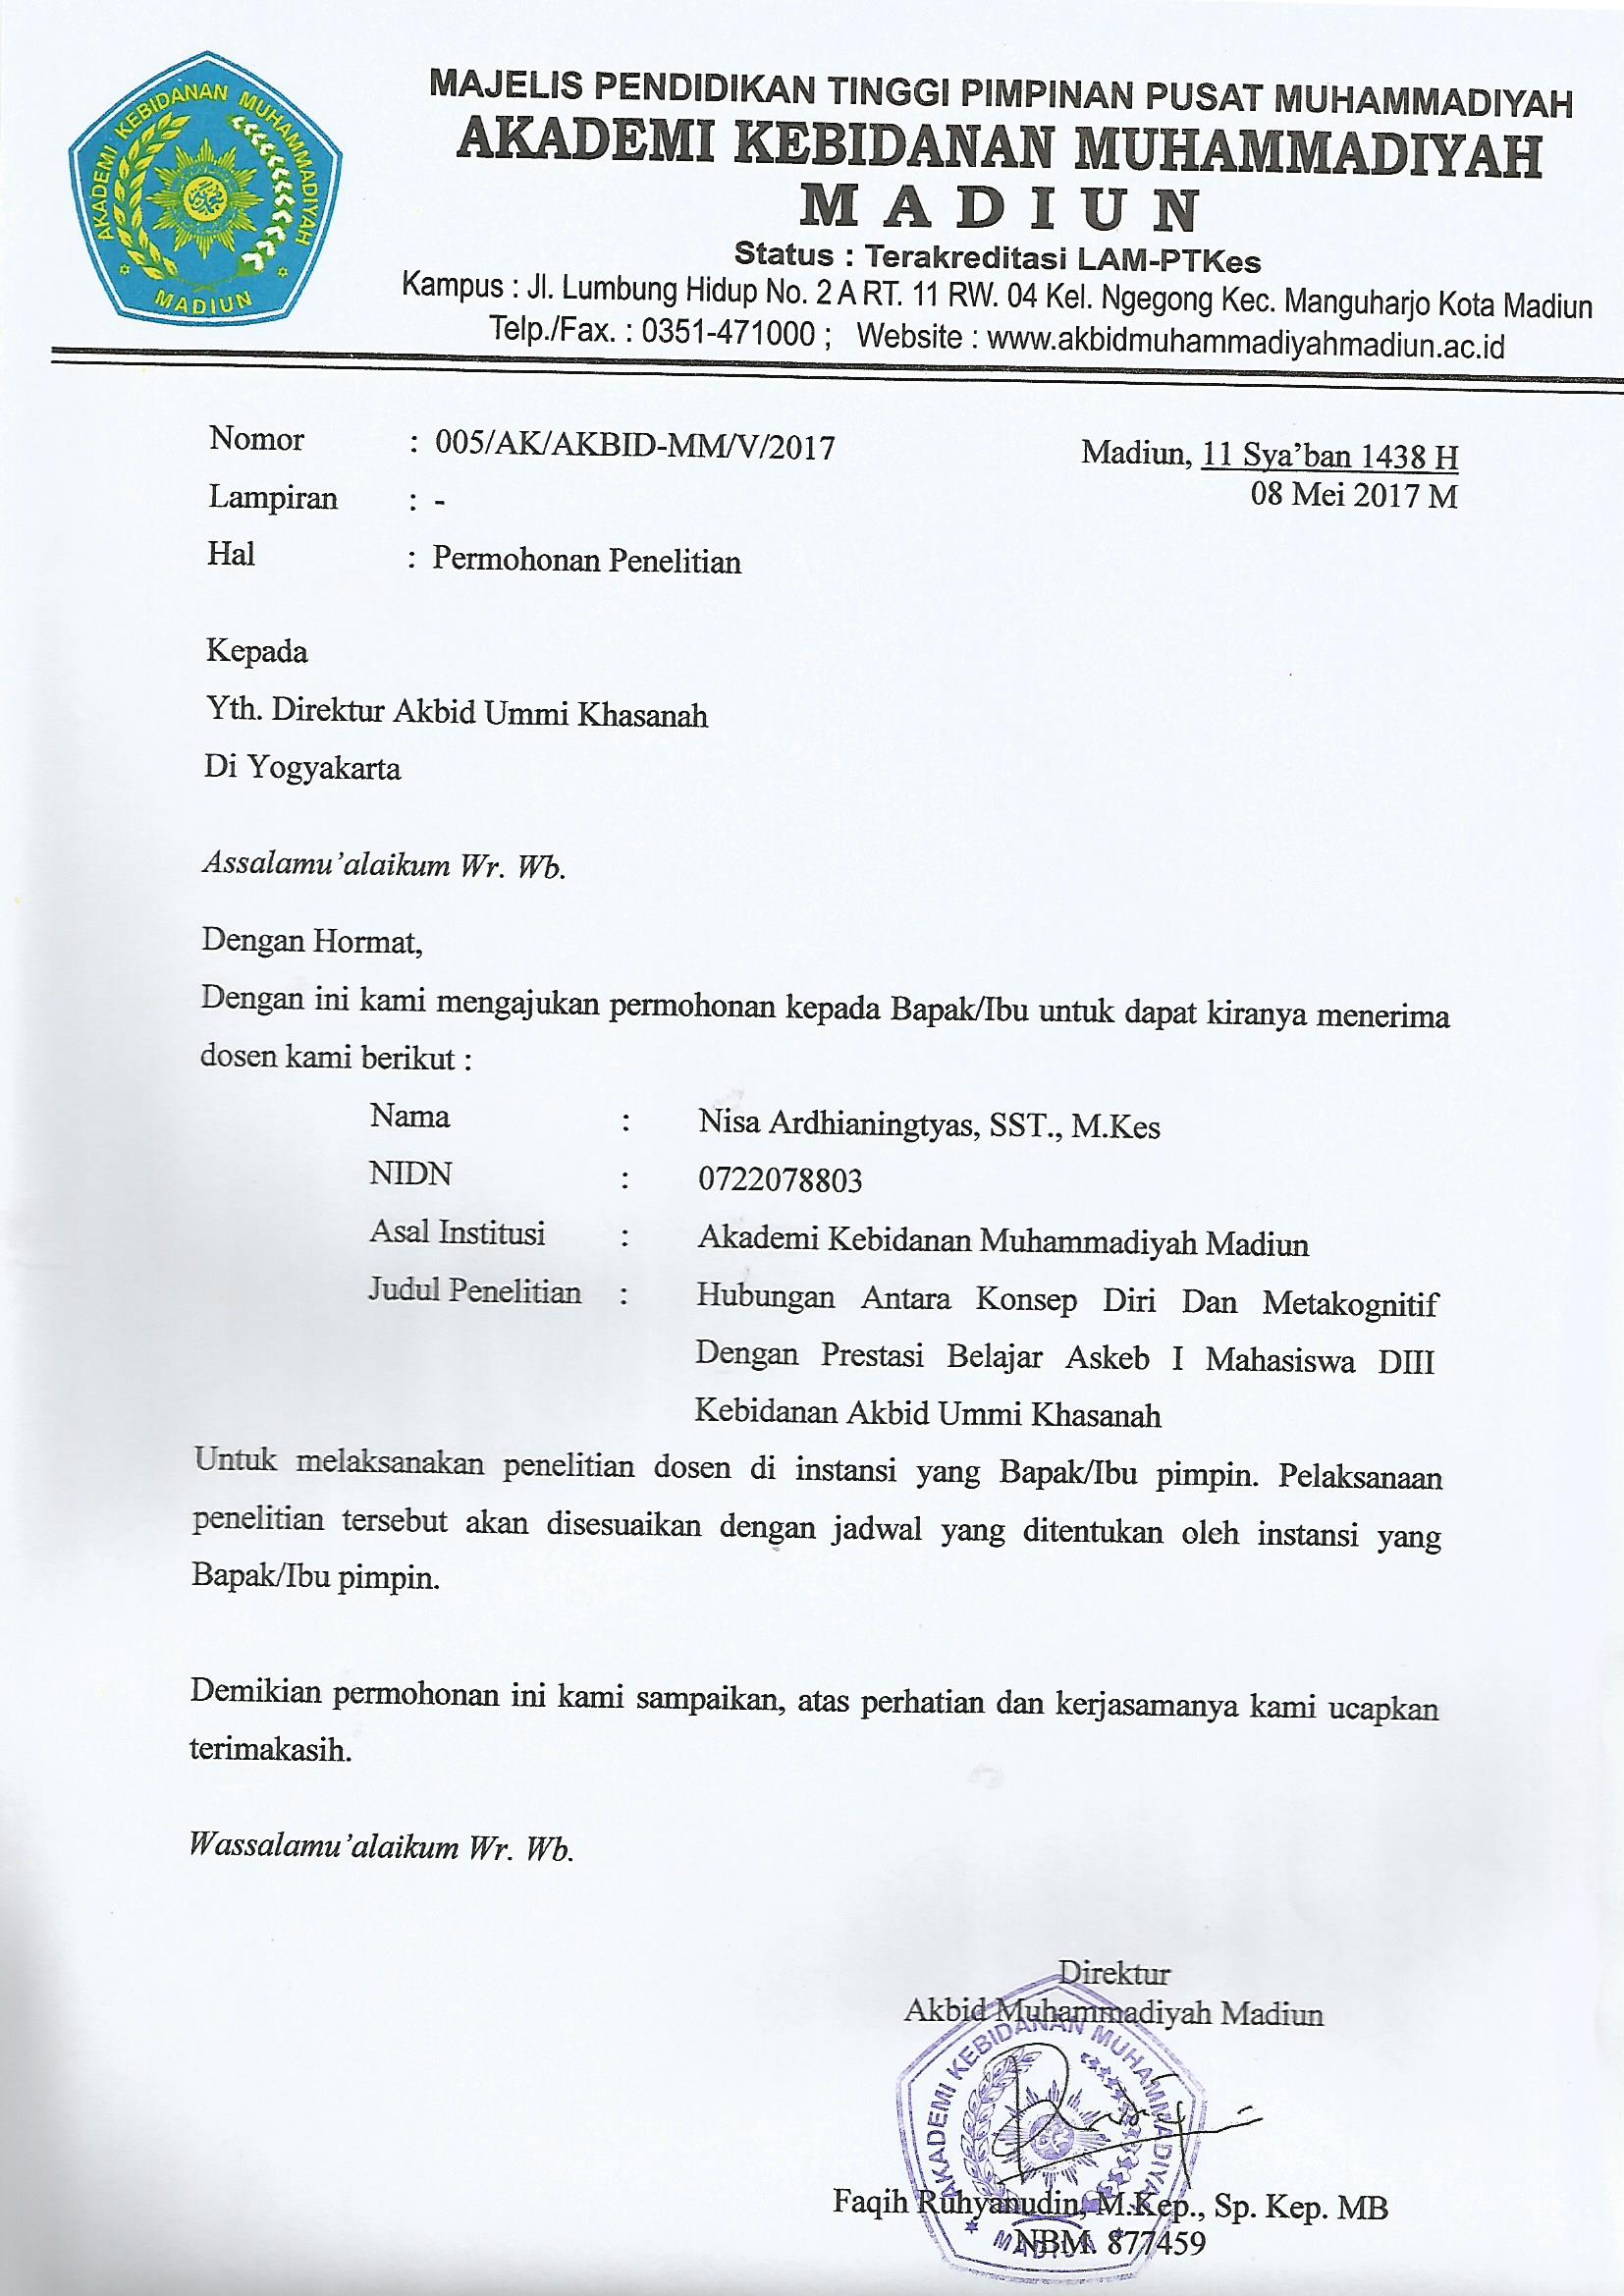 AKADEMI KEBIDANAN MUHAMMADIYAH
MADIUN
MAJELIS PENDIDIKAN TINGGI PIMPINAN PUSAT MUHAMMADIYAH
AKADEMI KEBIDANAN MUHAMMADIYAH
M A D I U N
Status : Terakreditasi LAM-PTKes
Kampus : Jl. Lumbung Hidup No. 2 A RT. 11 RW. 04 Kel. Ngegong Kec. Manguharjo Kota Madiun
Telp./Fax. : 0351-471000 ; Website : www.akbidmuhammadiyahmadiun.ac.id
Nomor : 005/AK/AKBID-MM/V/2017 Madiun, 11 Sya'ban 1438 H
08 Mei 2017 M
Lampiran : -
Hal : Permohonan Penelitian
Kepada
Yth. Direktur Akbid Ummi Khasanah
Di Yogyakarta
Assalamu'alaikum Wr. Wb.
Dengan Hormat,
Dengan ini kami mengajukan permohonan kepada Bapak/Ibu untuk dapat kiranya menerima
dosen kami berikut :
Nama : Nisa Ardhianingtyas, SST., M.Kes
NIDN : 0722078803
Asal Institusi : Akademi Kebidanan Muhammadiyah Madiun
Judul Penelitian : Hubungan Antara Konsep Diri Dan Metakognitif
Dengan Prestasi Belajar Askeb I Mahasiswa DIII
Kebidanan Akbid Ummi Khasanah
Untuk melaksanakan penelitian dosen di instansi yang Bapak/Ibu pimpin. Pelaksanaan
penelitian tersebut akan disesuaikan dengan jadwal yang ditentukan oleh instansi yang
Bapak/Ibu pimpin.
Demikian permohonan ini kami sampaikan, atas perhatian dan kerjasamanya kami ucapkan
terimakasih.
Wassalamu'alaikum Wr. Wb.
Direktur
Akbid Muhammadiyah Madiun
AKADEMI KEBIDANAN MUHAMMADIYAH
MADIUN
Faqih Ruhyanudin, M.Kep., Sp. Kep. MB
NBM. 877459